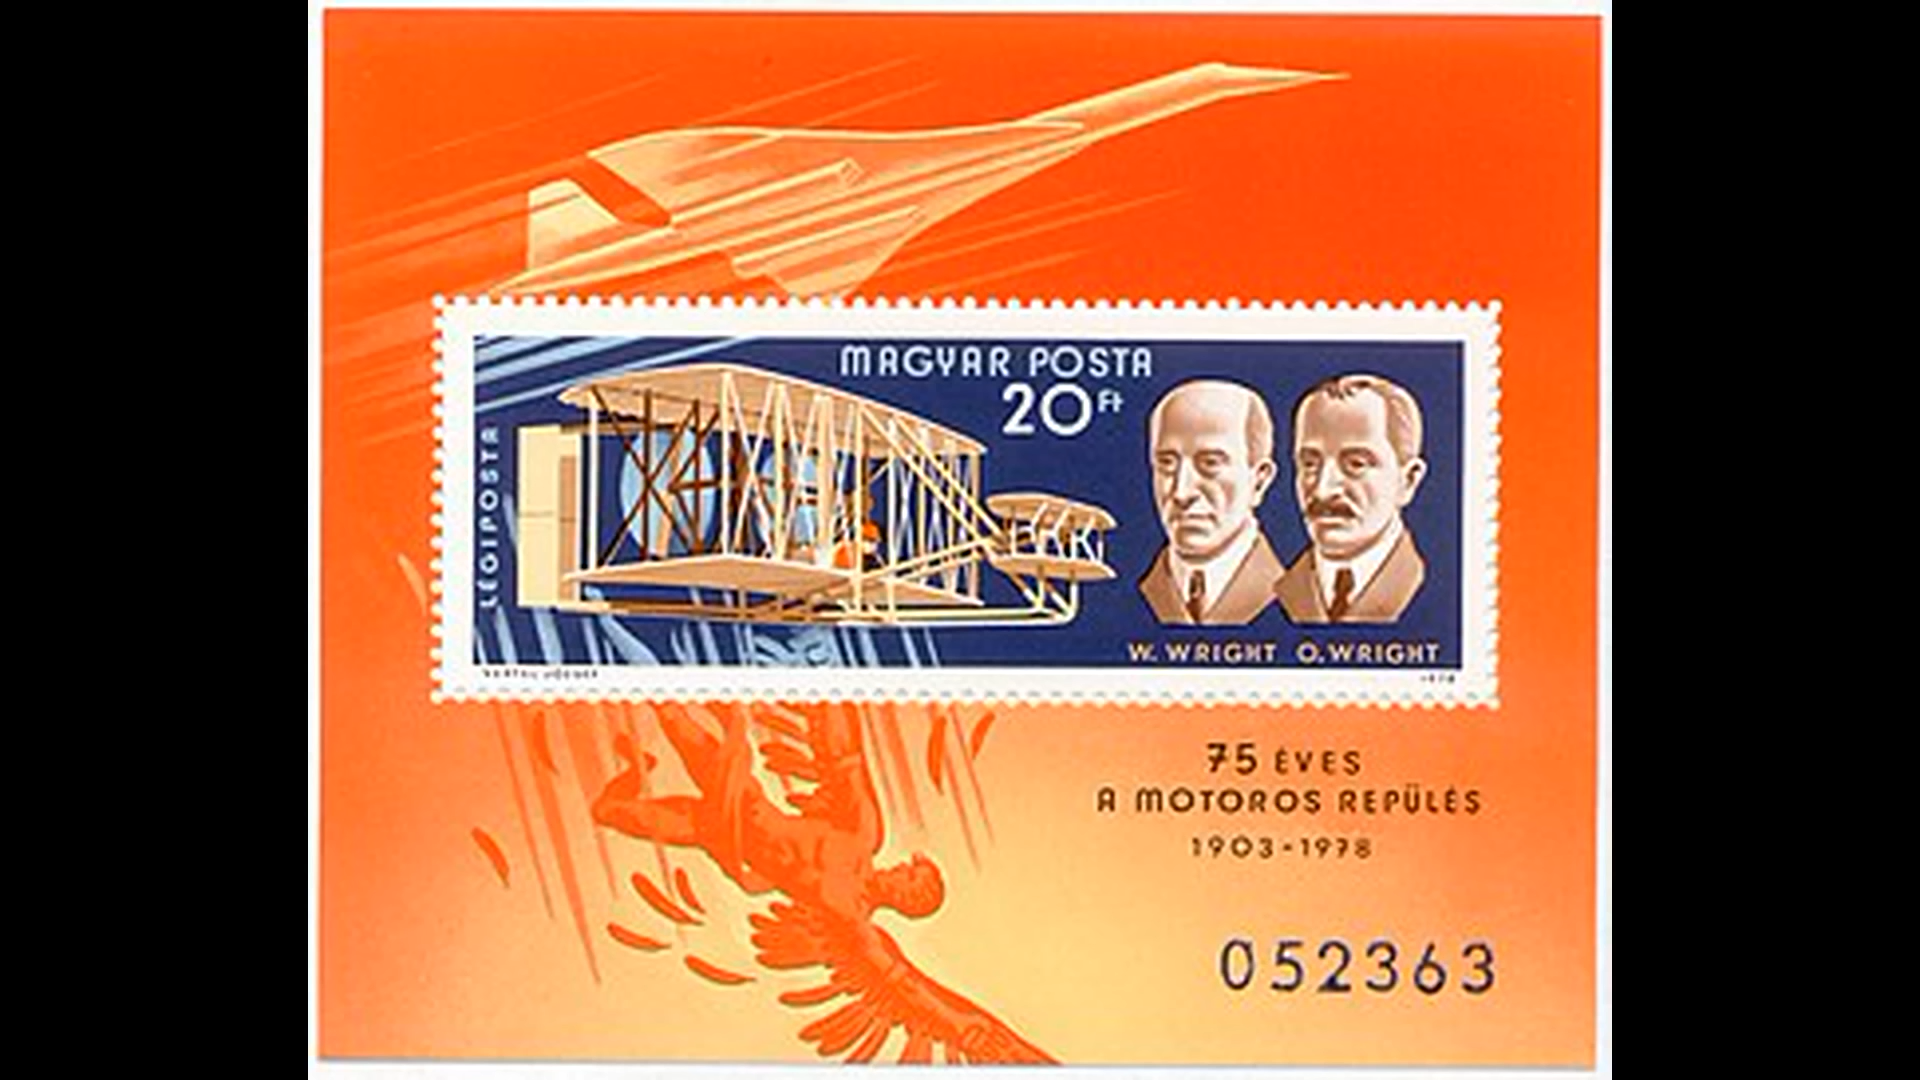 MAGYAR POSTA
20 Ft
LÉGIPOSTA
W. WRIGHT O. WRIGHT
1978
75 ÉVES
A MOTOROS REPÜLÉS
1903-1978
052363